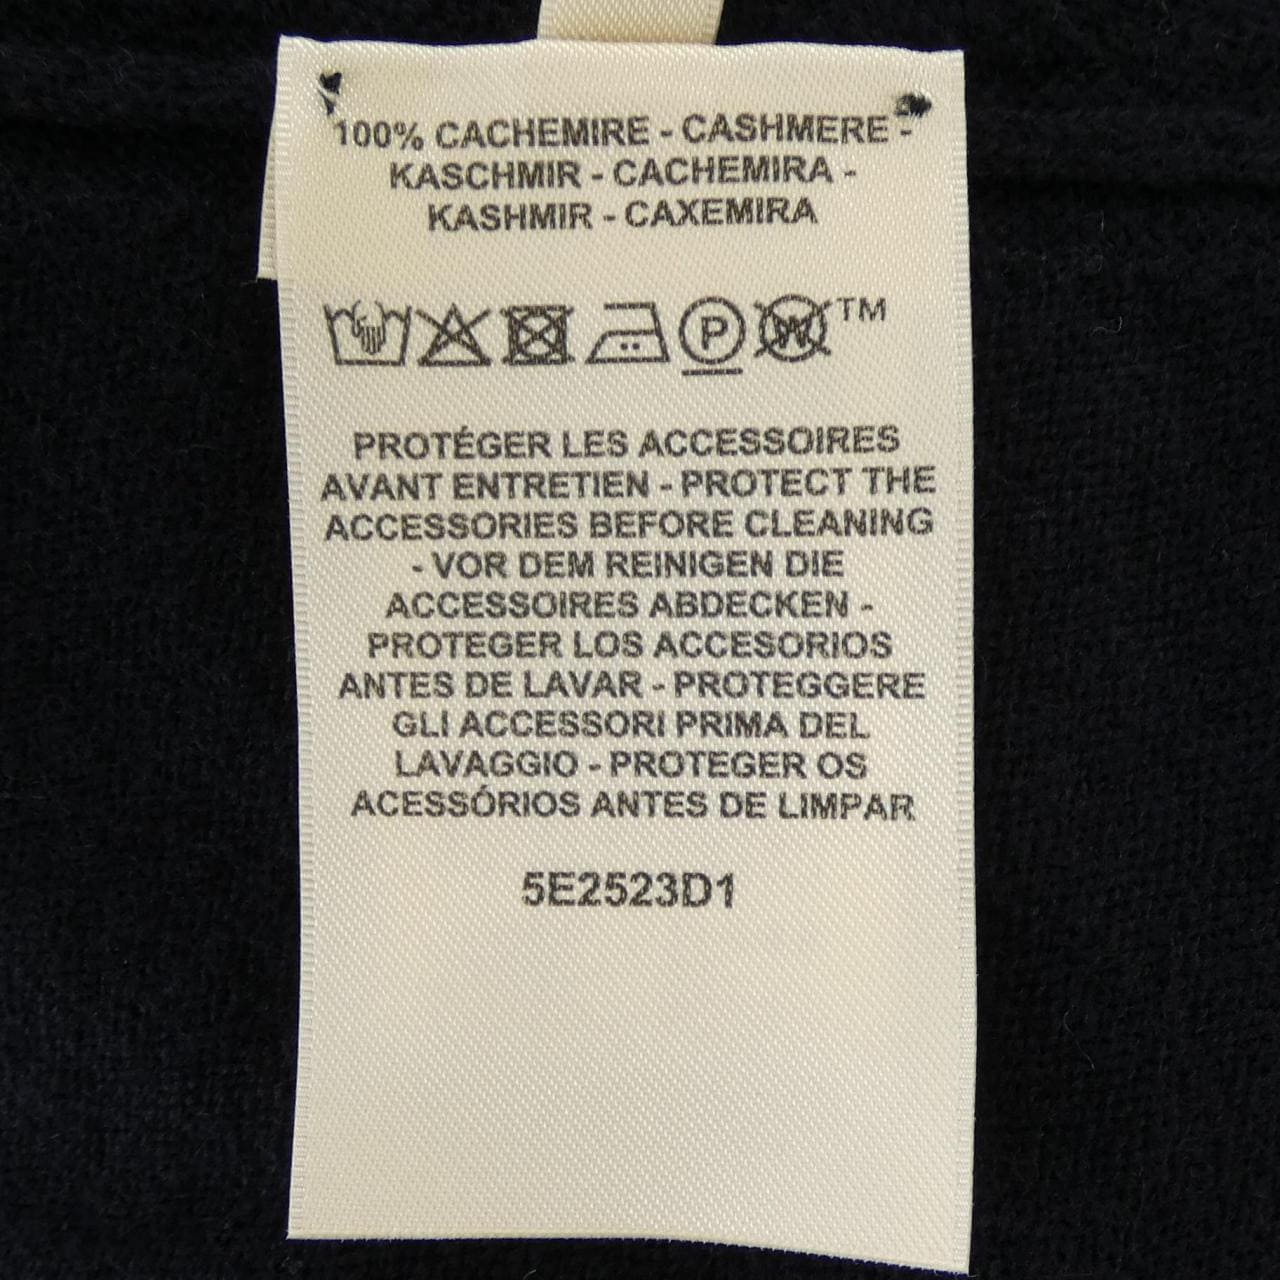 100% CACHEMIRE - CASHMERE -
KASCHMIR - CACHEMIRA -
KASHMIR - CAXEMIRA
P W TM
PROTÉGER LES ACCESSOIRES
AVANT ENTRETIEN - PROTECT THE
ACCESSORIES BEFORE CLEANING
- VOR DEM REINIGEN DIE
ACCESSOIRES ABDECKEN -
PROTEGER LOS ACCESORIOS
ANTES DE LAVAR - PROTEGGERE
GLI ACCESSORI PRIMA DEL
LAVAGGIO - PROTEGER OS
ACESSÓRIOS ANTES DE LIMPAR
5E2523D1